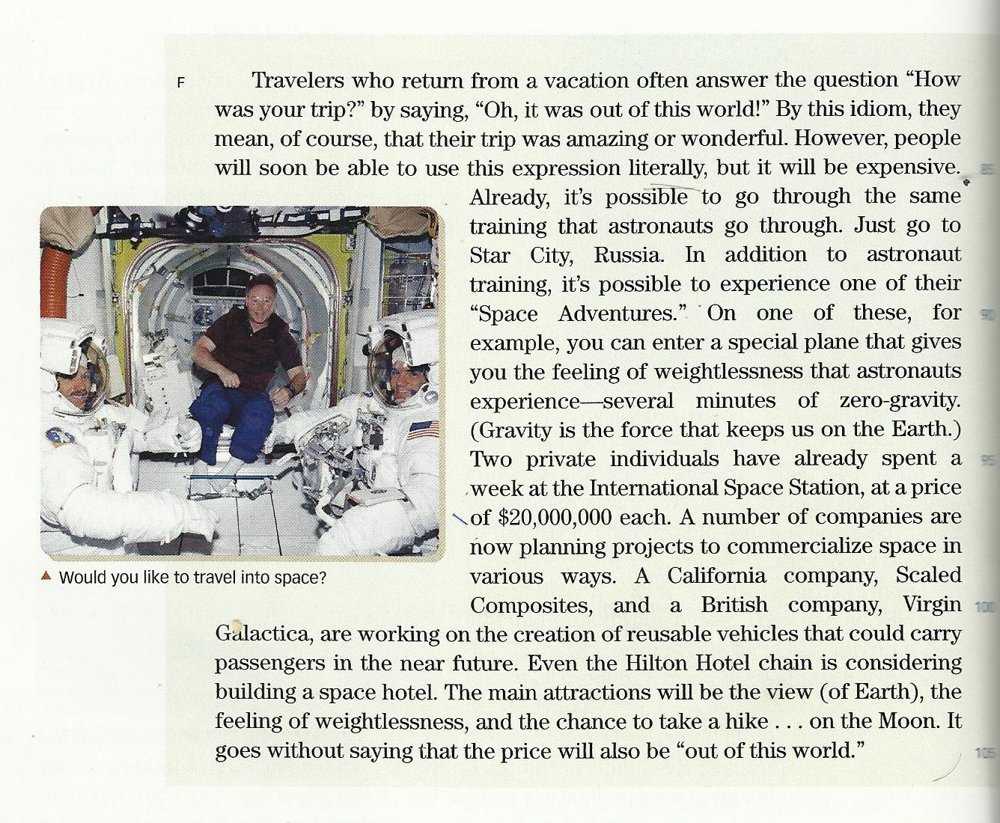 F
Travelers who return from a vacation often answer the question “How
was your trip?” by saying, “Oh, it was out of this world!” By this idiom, they
mean, of course, that their trip was amazing or wonderful. However, people
will soon be able to use this expression literally, but it will be expensive.
85
Already, it’s possible to go through the same
training that astronauts go through. Just go to
Star City, Russia. In addition to astronaut
training, it’s possible to experience one of their
“Space Adventures.” On one of these, for
90
example, you can enter a special plane that gives
you the feeling of weightlessness that astronauts
experience—several minutes of zero-gravity.
(Gravity is the force that keeps us on the Earth.)
Two private individuals have already spent a
95
week at the International Space Station, at a price
of $20,000,000 each. A number of companies are
now planning projects to commercialize space in
various ways. A California company, Scaled
Composites, and a British company, Virgin
100
Galactica, are working on the creation of reusable vehicles that could carry
passengers in the near future. Even the Hilton Hotel chain is considering
building a space hotel. The main attractions will be the view (of Earth), the
feeling of weightlessness, and the chance to take a hike . . . on the Moon. It
goes without saying that the price will also be “out of this world.”
105
▲ Would you like to travel into space?